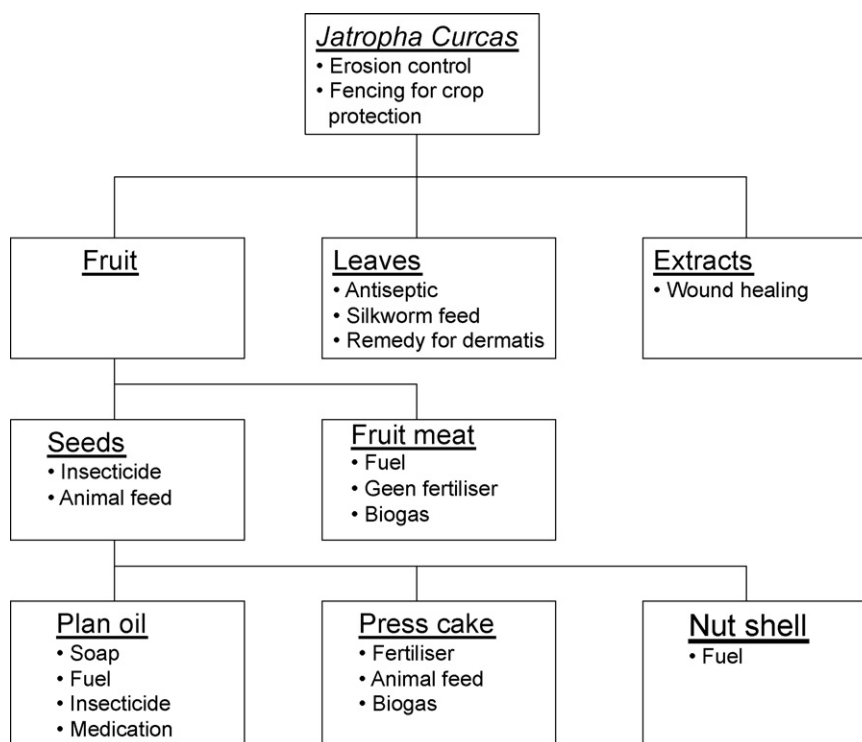 Jatropha Curcas
• Erosion control
• Fencing for crop
protection
Fruit
Leaves
• Antiseptic
• Silkworm feed
• Remedy for dermatis
Extracts
• Wound healing
Seeds
• Insecticide
• Animal feed
Fruit meat
• Fuel
• Geen fertiliser
• Biogas
Plan oil
• Soap
• Fuel
• Insecticide
• Medication
Press cake
• Fertiliser
• Animal feed
• Biogas
Nut shell
• Fuel